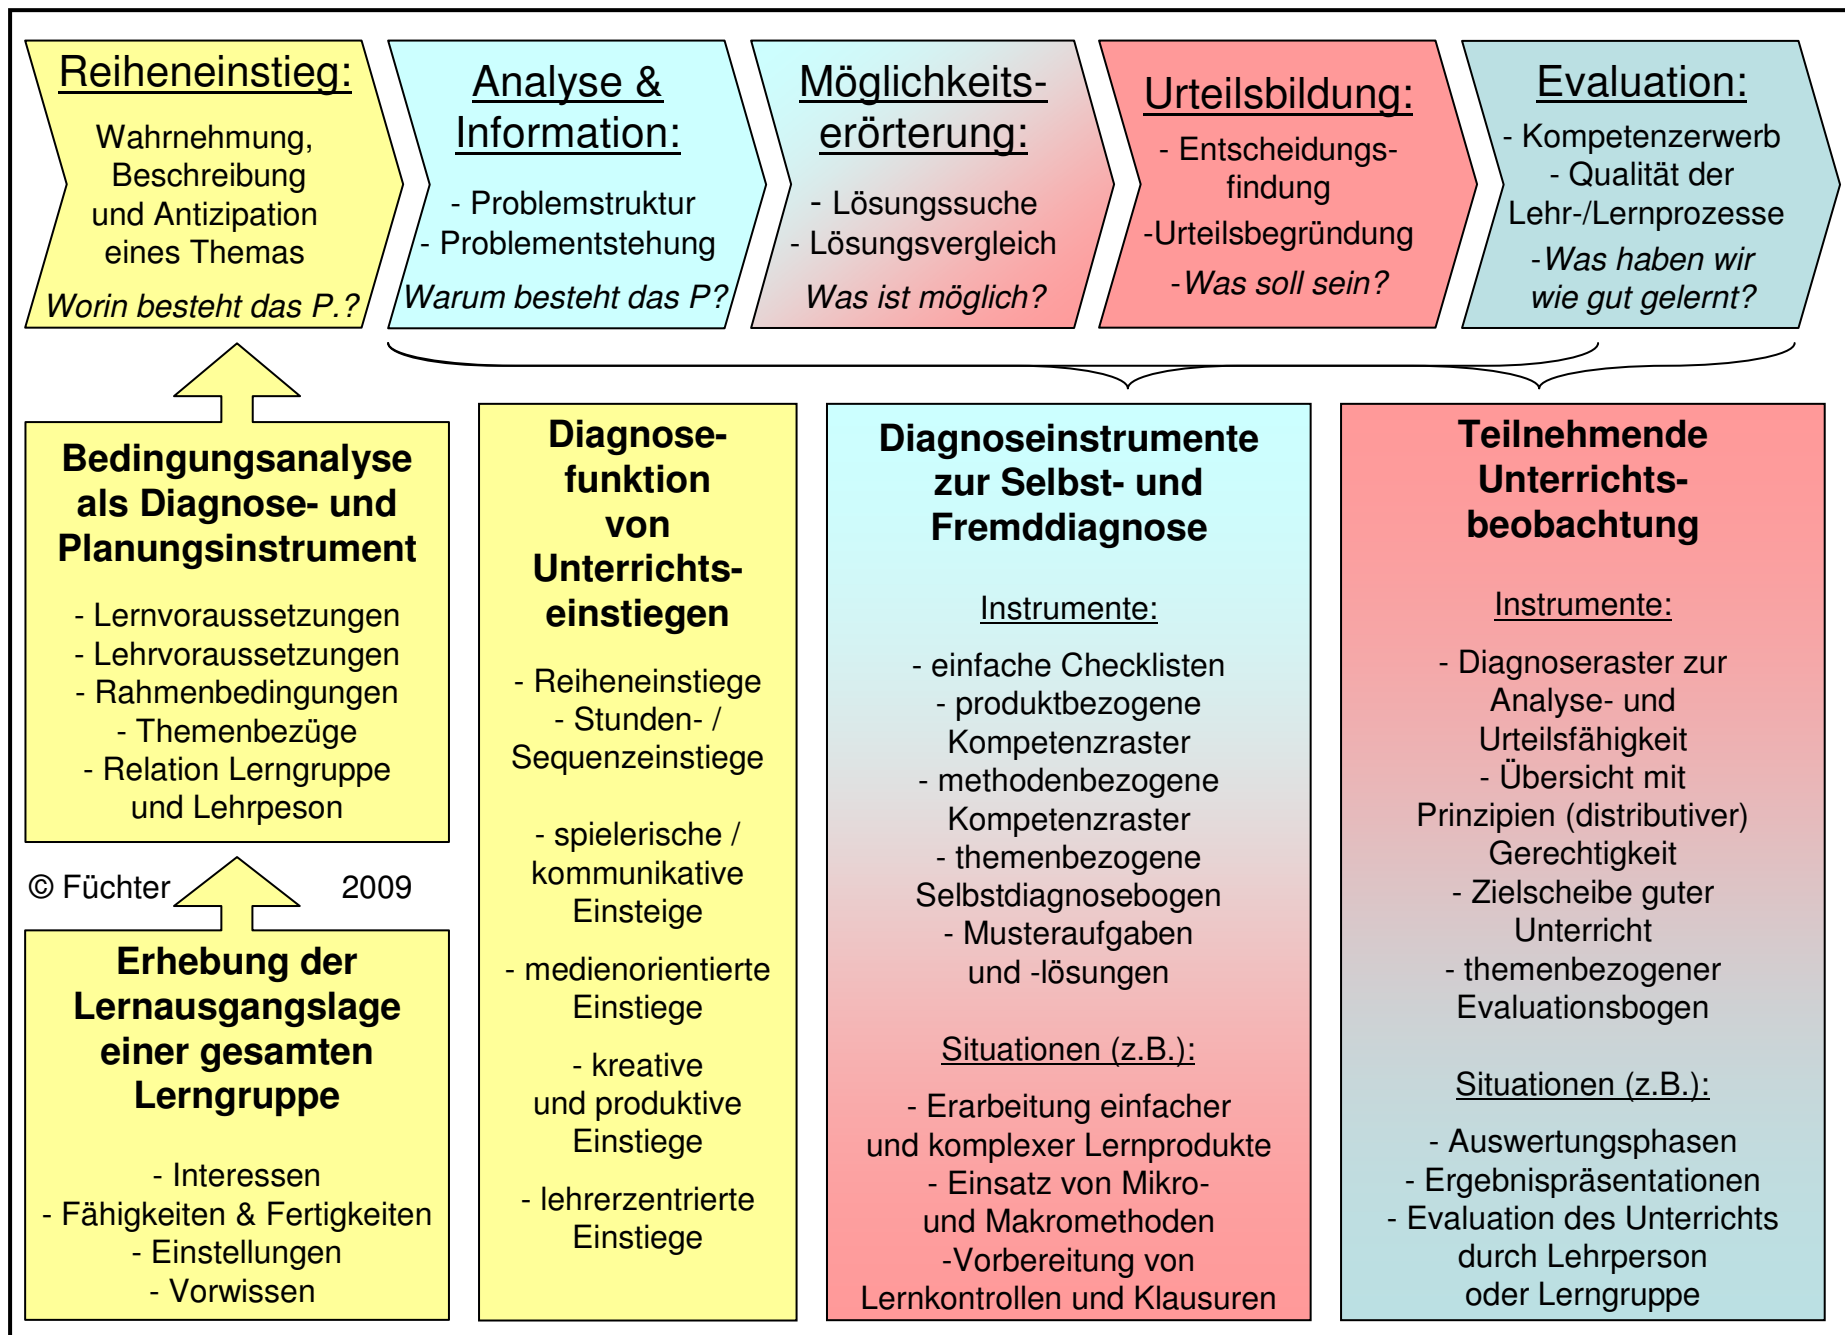 Reiheneinstieg:
Wahrnehmung,
Beschreibung
und Antizipation
eines Themas
Worin besteht das P.?
Analyse &
Information:
- Problemstruktur
- Problementstehung
Warum besteht das P?
Möglichkeits-
erörterung:
- Lösungssuche
- Lösungsvergleich
Was ist möglich?
Urteilsbildung:
- Entscheidungs-
findung
-Urteilsbegründung
-Was soll sein?
Evaluation:
- Kompetenzerwerb
- Qualität der
Lehr-/Lernprozesse
-Was haben wir
wie gut gelernt?
Bedingungsanalyse
als Diagnose- und
Planungsinstrument
- Lernvoraussetzungen
- Lehrvoraussetzungen
- Rahmenbedingungen
- Themenbezüge
- Relation Lerngruppe
und Lehrpeson
© Füchter 2009
Erhebung der
Lernausgangslage
einer gesamten
Lerngruppe
- Interessen
- Fähigkeiten & Fertigkeiten
- Einstellungen
- Vorwissen
Diagnose-
funktion
von
Unterrichts-
einstiegen
- Reiheneinstiege
- Stunden- /
Sequenzeinstiege
- spielerische /
kommunikative
Einsteige
- medienorientierte
Einstiege
- kreative
und produktive
Einstiege
- lehrerzentrierte
Einstiege
Diagnoseinstrumente
zur Selbst- und
Fremddiagnose
Instrumente:
- einfache Checklisten
- produktbezogene
Kompetenzraster
- methodenbezogene
Kompetenzraster
- themenbezogene
Selbstdiagnosebogen
- Musteraufgaben
und -lösungen
Situationen (z.B.):
- Erarbeitung einfacher
und komplexer Lernprodukte
- Einsatz von Mikro-
und Makromethoden
-Vorbereitung von
Lernkontrollen und Klausuren
Teilnehmende
Unterrichts-
beobachtung
Instrumente:
- Diagnoseraster zur
Analyse- und
Urteilsfähigkeit
- Übersicht mit
Prinzipien (distributiver)
Gerechtigkeit
- Zielscheibe guter
Unterricht
- themenbezogener
Evaluationsbogen
Situationen (z.B.):
- Auswertungsphasen
- Ergebnispräsentationen
- Evaluation des Unterrichts
durch Lehrperson
oder Lerngruppe